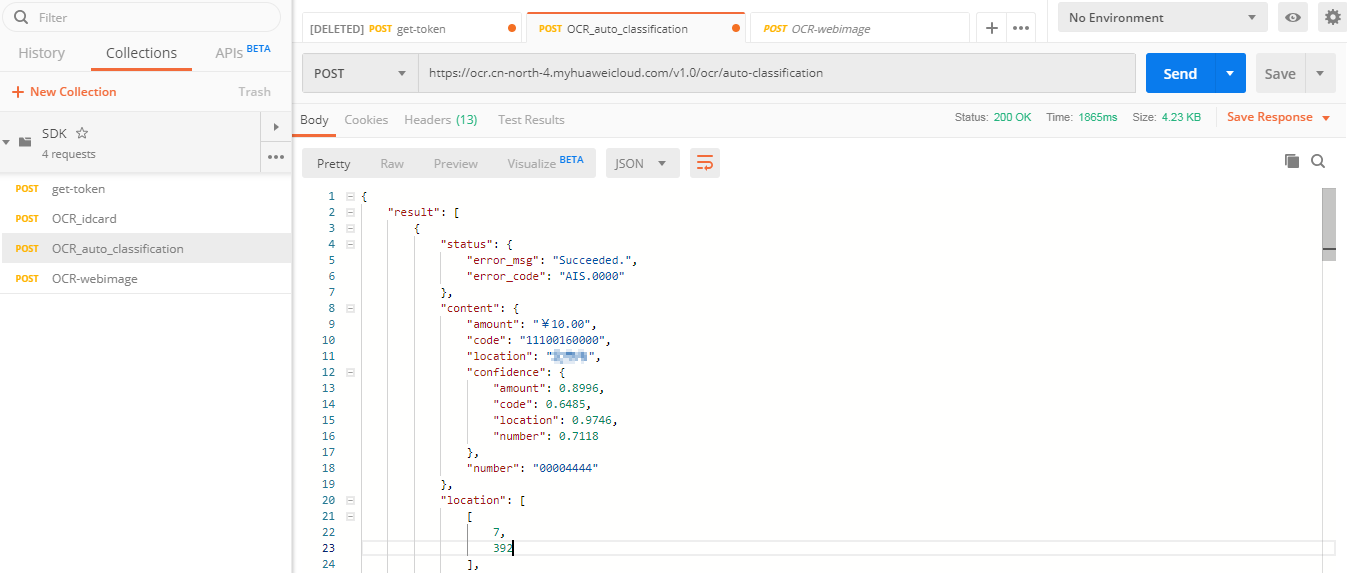 Filter
History Collections APIs BETA
New Collection Trash
SDK
4 requests
POST get-token
POST OCR_idcard
POST OCR_auto_classification
POST OCR-webimage
[DELETED] POST get-token
POST OCR_auto_classification
POST OCR-webimage
No Environment
POST https://ocr.cn-north-4.myhuaweicloud.com/v1.0/ocr/auto-classification Send Save
Body Cookies Headers (13) Test Results Status: 200 OK Time: 1865ms Size: 4.23 KB Save Response
Pretty Raw Preview Visualize BETA JSON
1 {
2 "result": [
3 {
4 "status": {
5 "error_msg": "Succeeded.",
6 "error_code": "AIS.0000"
7 },
8 "content": {
9 "amount": "￥10.00",
10 "code": "11100160000",
11 "location": "",
12 "confidence": {
13 "amount": 0.8996,
14 "code": 0.6485,
15 "location": 0.9746,
16 "number": 0.7118
17 },
18 "number": "00004444"
19 },
20 "location": [
21 [
22 7,
23 392
24 ],